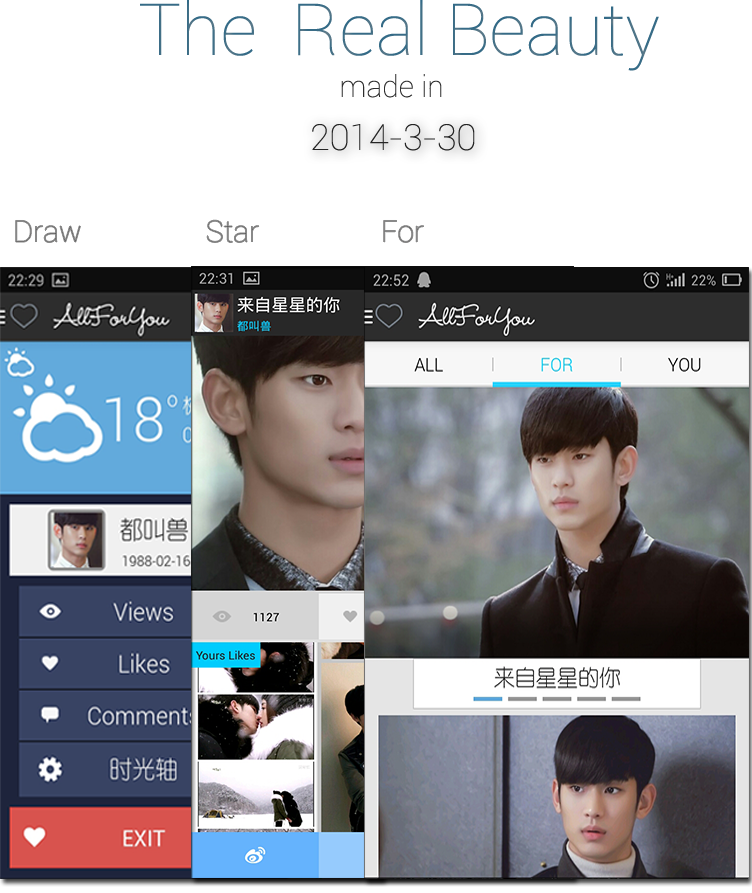 The Real Beauty
made in
2014-3-30
Draw
Star
For
22:29
AllForYou
18°
都叫兽
1988-02-16
Views
Likes
Comments
时光轴
EXIT
22:31
来自星星的你
都叫兽
1127
Yours Likes
22:52
22%
AllForYou
ALL
FOR
YOU
来自星星的你